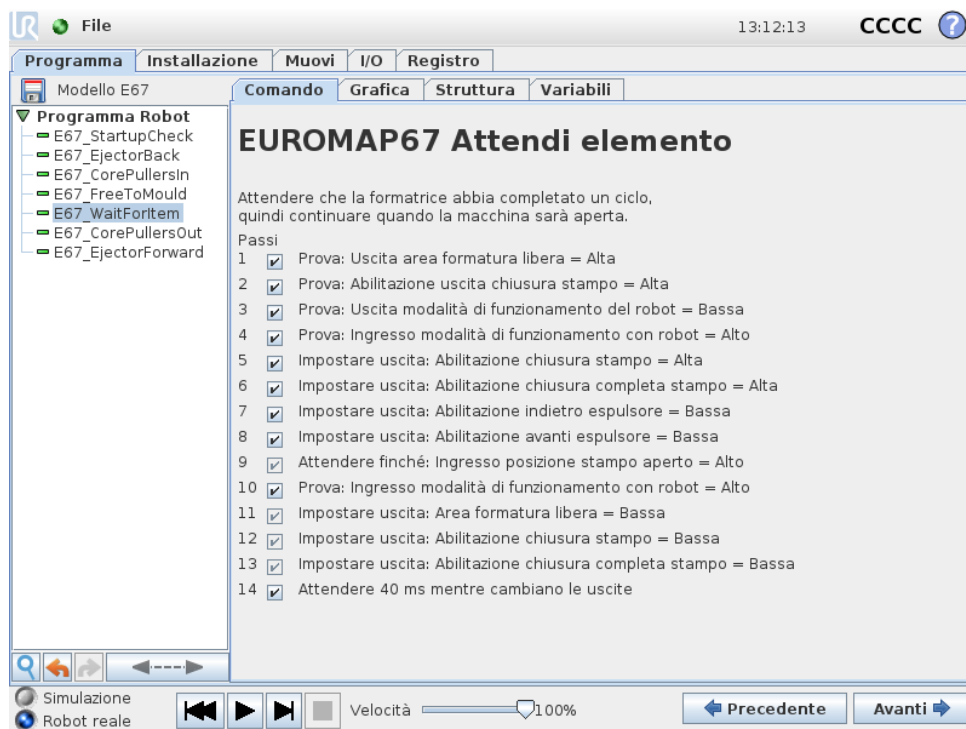 UR File 13:12:13 CCCC ?
Programma Installazione Muovi I/O Registro
Modello E67 Comando Grafica Struttura Variabili
Programma Robot
E67_StartupCheck
E67_EjectorBack
E67_CorePullersIn
E67_FreeToMould
E67_WaitForItem
E67_CorePullersOut
E67_EjectorForward
EUROMAP67 Attendi elemento
Attendere che la formatrice abbia completato un ciclo,
quindi continuare quando la macchina sarà aperta.
Passi
1 Prova: Uscita area formatura libera = Alta
2 Prova: Abilitazione uscita chiusura stampo = Alta
3 Prova: Uscita modalità di funzionamento del robot = Bassa
4 Prova: Ingresso modalità di funzionamento con robot = Alto
5 Impostare uscita: Abilitazione chiusura stampo = Alta
6 Impostare uscita: Abilitazione chiusura completa stampo = Alta
7 Impostare uscita: Abilitazione indietro espulsore = Bassa
8 Impostare uscita: Abilitazione avanti espulsore = Bassa
9 Attendere finché: Ingresso posizione stampo aperto = Alto
10 Prova: Ingresso modalità di funzionamento con robot = Alto
11 Impostare uscita: Area formatura libera = Bassa
12 Impostare uscita: Abilitazione chiusura stampo = Bassa
13 Impostare uscita: Abilitazione chiusura completa stampo = Bassa
14 Attendere 40 ms mentre cambiano le uscite
Simulazione
Robot reale
Velocità 100%
Precedente Avanti